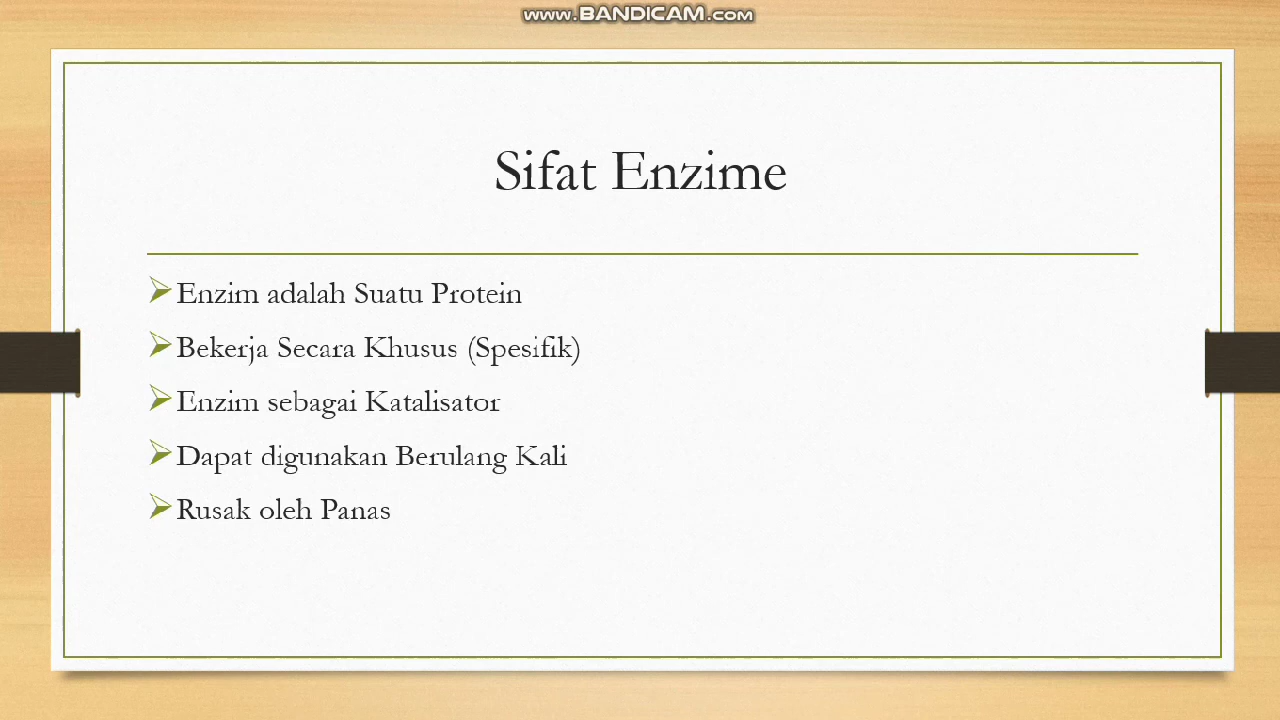 www.BANDICAM.com
Sifat Enzime
Enzim adalah Suatu Protein
Bekerja Secara Khusus (Spesifik)
Enzim sebagai Katalisator
Dapat digunakan Berulang Kali
Rusak oleh Panas